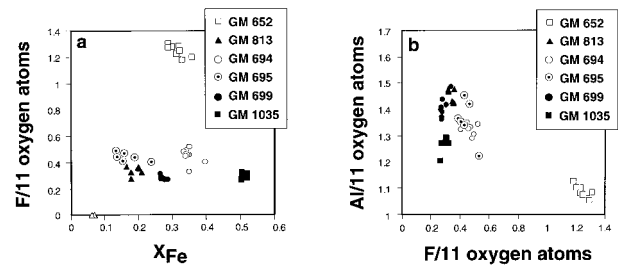 a
GM 652
GM 813
GM 694
GM 695
GM 699
GM 1035
F/11 oxygen atoms
1.4
1.2
1
0.8
0.6
0.4
0.2
0
0 0.1 0.2 0.3 0.4 0.5 0.6
XFe
b
GM 652
GM 813
GM 694
GM 695
GM 699
GM 1035
Al/11 oxygen atoms
1.7
1.6
1.5
1.4
1.3
1.2
1.1
1
0 0.2 0.4 0.6 0.8 1 1.2 1.4
F/11 oxygen atoms